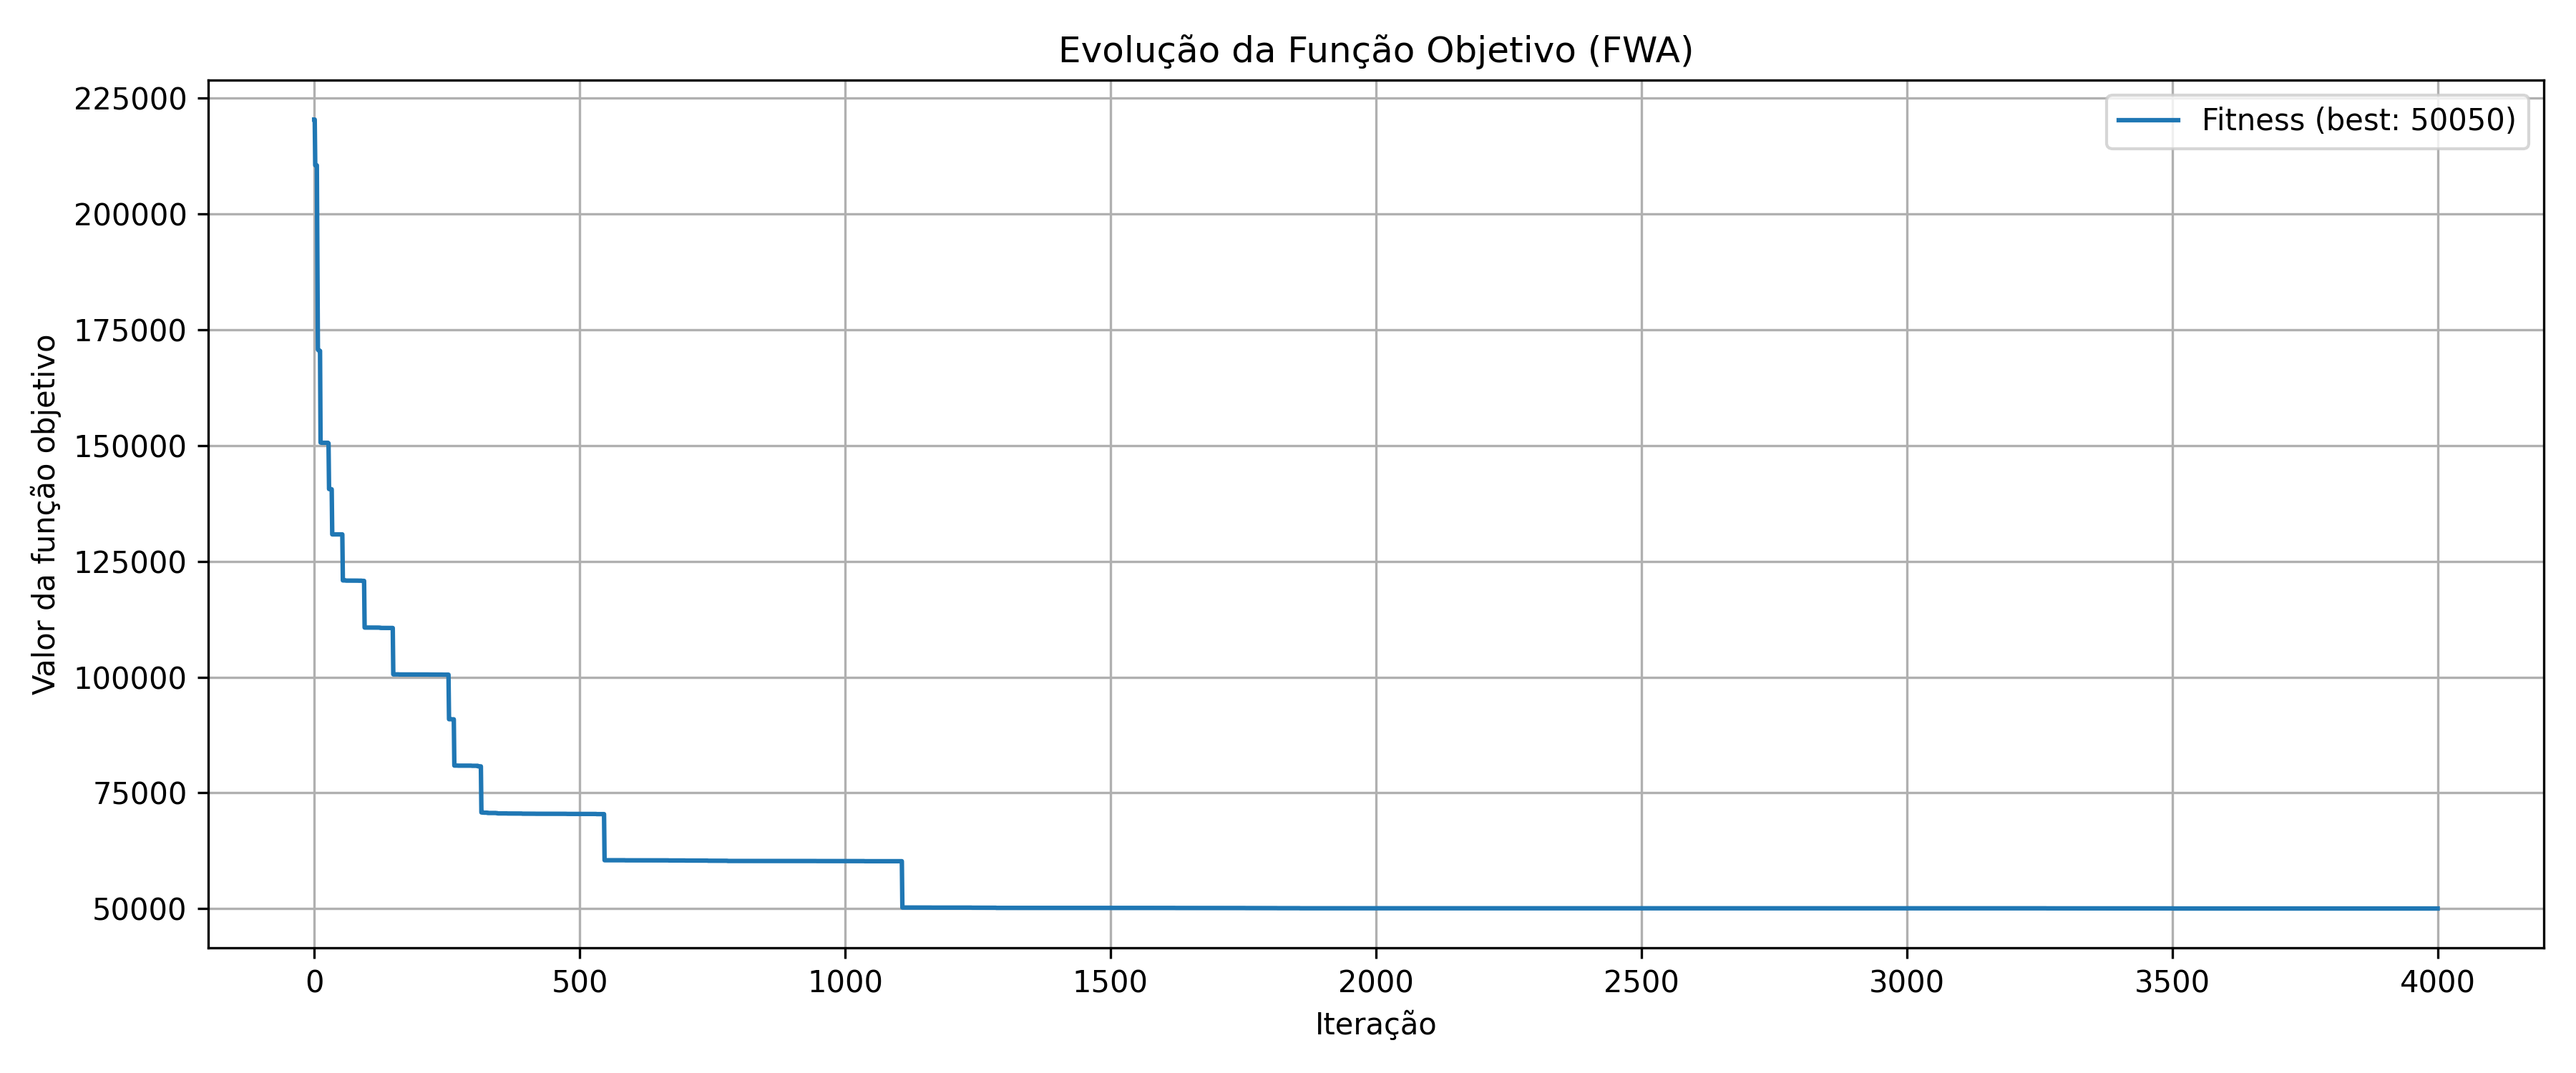 Evolução da Função Objetivo (FWA)
Fitness (best: 50050)
Valor da função objetivo
225000
200000
175000
150000
125000
100000
75000
50000
0 500 1000 1500 2000 2500 3000 3500 4000
Iteração